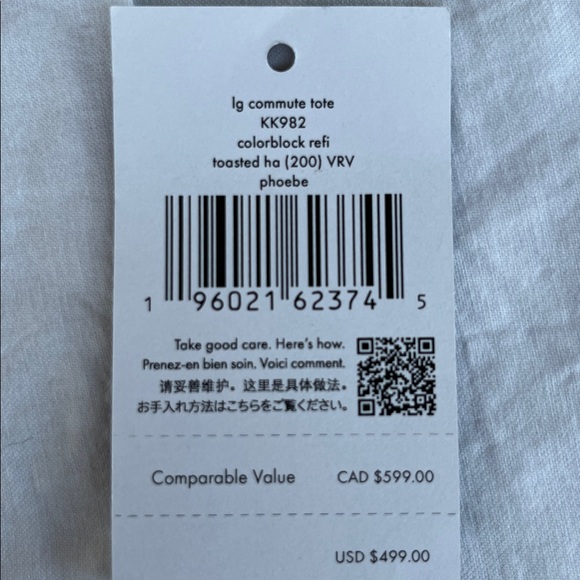 lg commute tote
KK982
colorblock refi
toasted ha (200) VRV
phoebe
1 96021 62374 5
Take good care. Here's how.
Prenez-en bien soin. Voici comment.
请妥善维护。这里是具体做法。
お手入れ方法はこちらをご覧ください。
Comparable Value CAD $599.00
USD $499.00